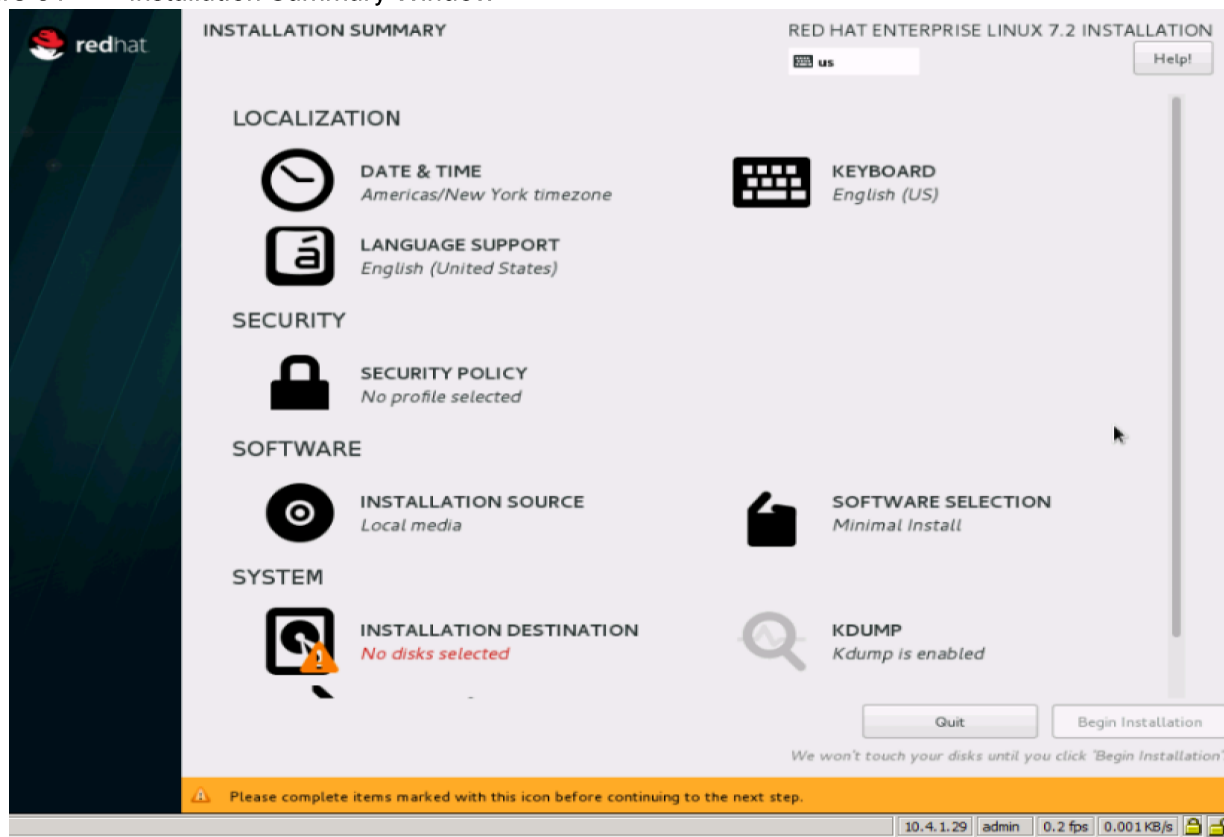 Installation Summary Window
redhat
INSTALLATION SUMMARY
RED HAT ENTERPRISE LINUX 7.2 INSTALLATION
us
Help!
LOCALIZATION
DATE & TIME
Americas/New York timezone
KEYBOARD
English (US)
LANGUAGE SUPPORT
English (United States)
SECURITY
SECURITY POLICY
No profile selected
SOFTWARE
INSTALLATION SOURCE
Local media
SOFTWARE SELECTION
Minimal Install
SYSTEM
INSTALLATION DESTINATION
No disks selected
KDUMP
Kdump is enabled
Quit
Begin Installation
We won't touch your disks until you click 'Begin Installation'.
Please complete items marked with this icon before continuing to the next step.
10.4.1.29 admin 0.2 fps 0.001 KB/s